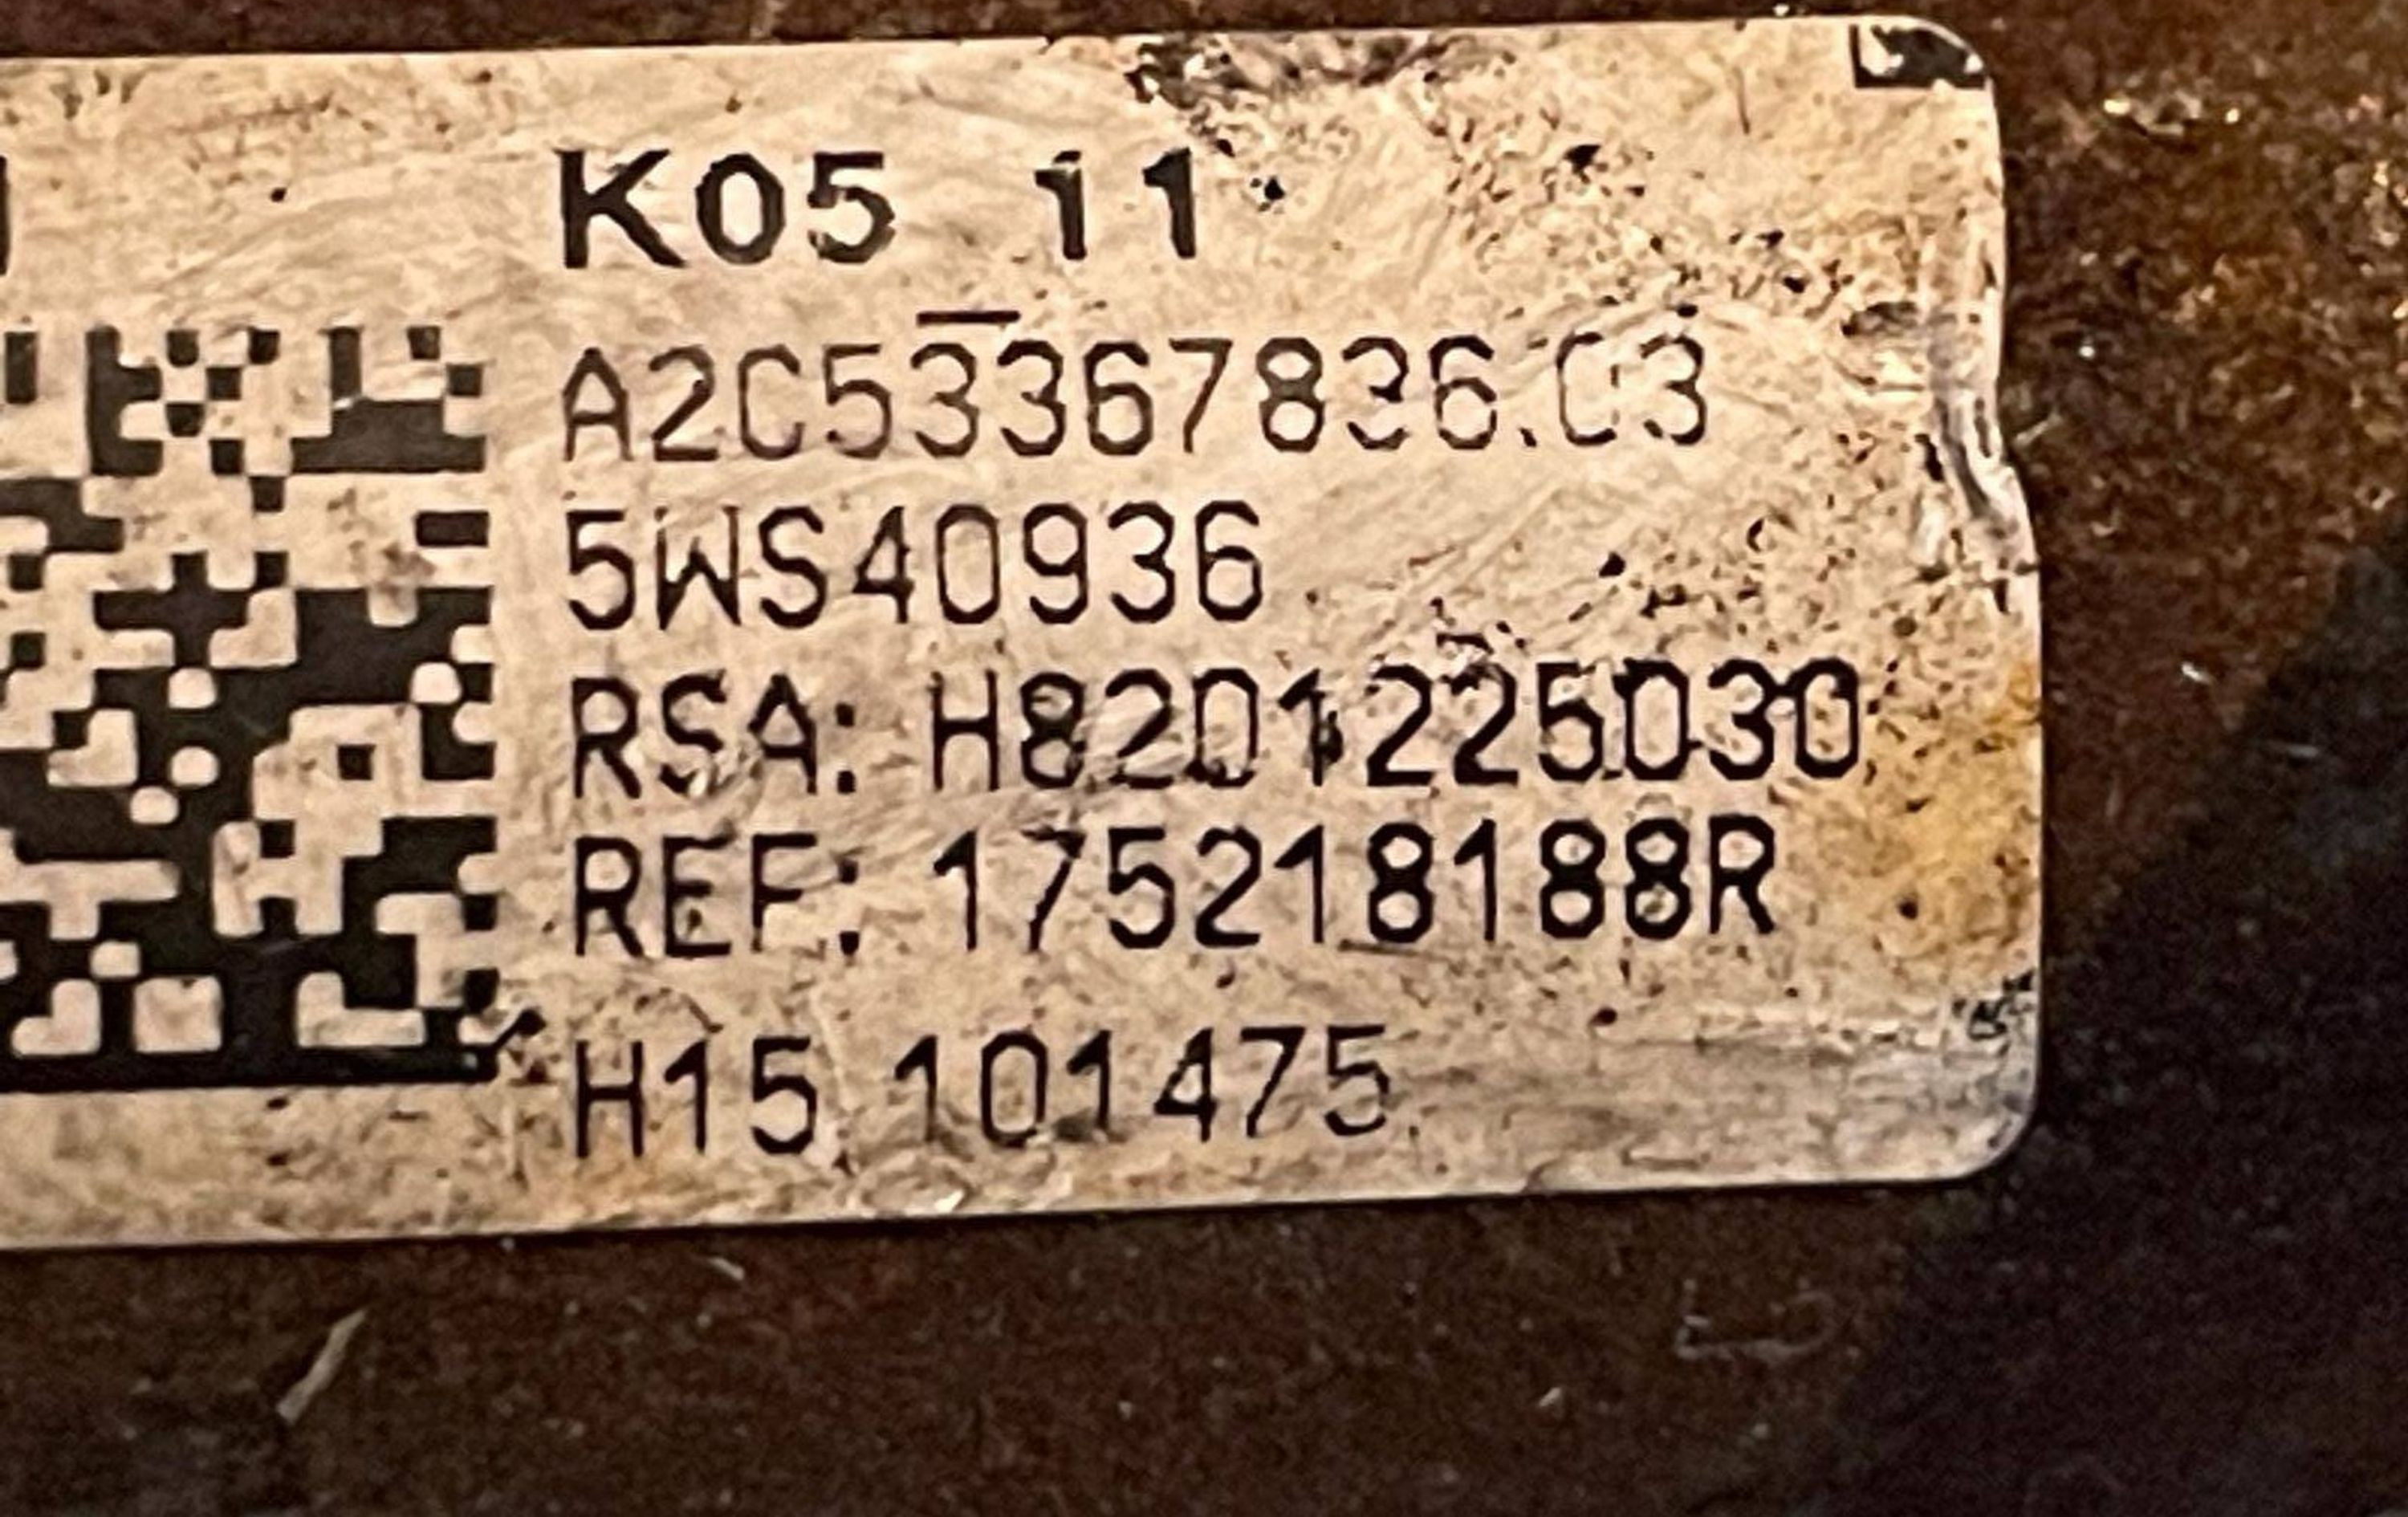 K05 11
A2C53367836.03
5WS40936
RSA: H8201225030
REF: 175218188R
H15 101475